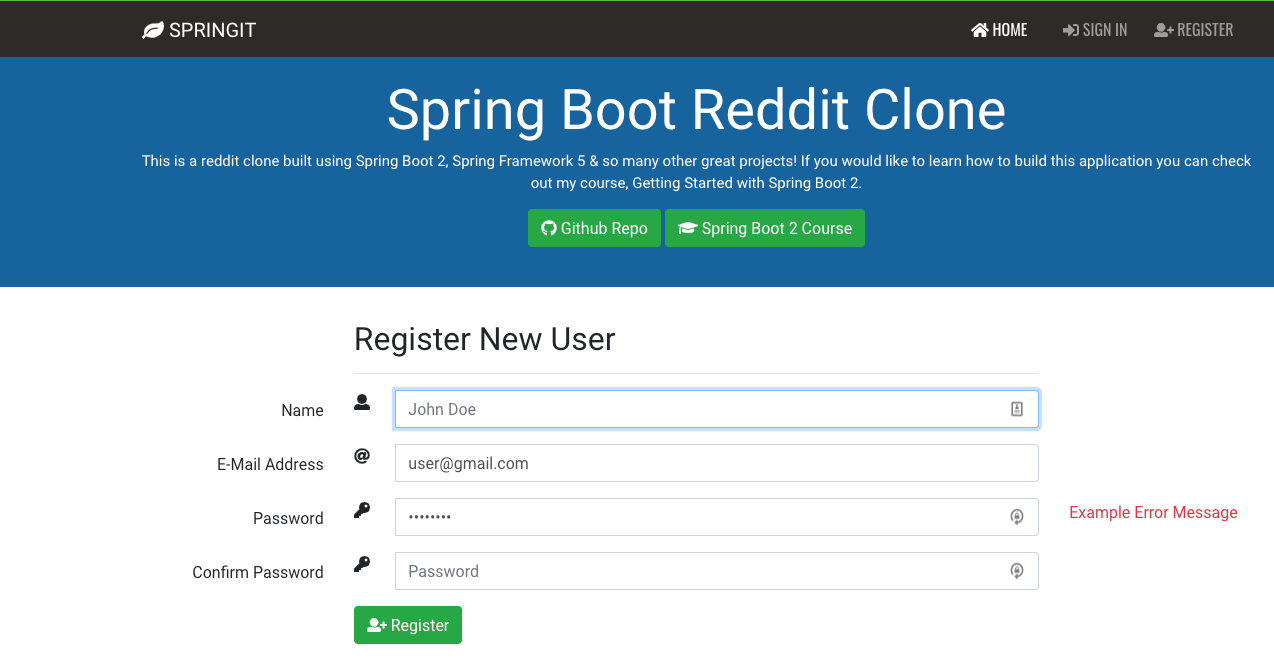 SPRINGIT HOME SIGN IN REGISTER
Spring Boot Reddit Clone
This is a reddit clone built using Spring Boot 2, Spring Framework 5 & so many other great projects! If you would like to learn how to build this application you can check
out my course, Getting Started with Spring Boot 2.
Github Repo Spring Boot 2 Course
Register New User
Name John Doe
E-Mail Address @ user@gmail.com
Password •••••••• Example Error Message
Confirm Password Password
Register